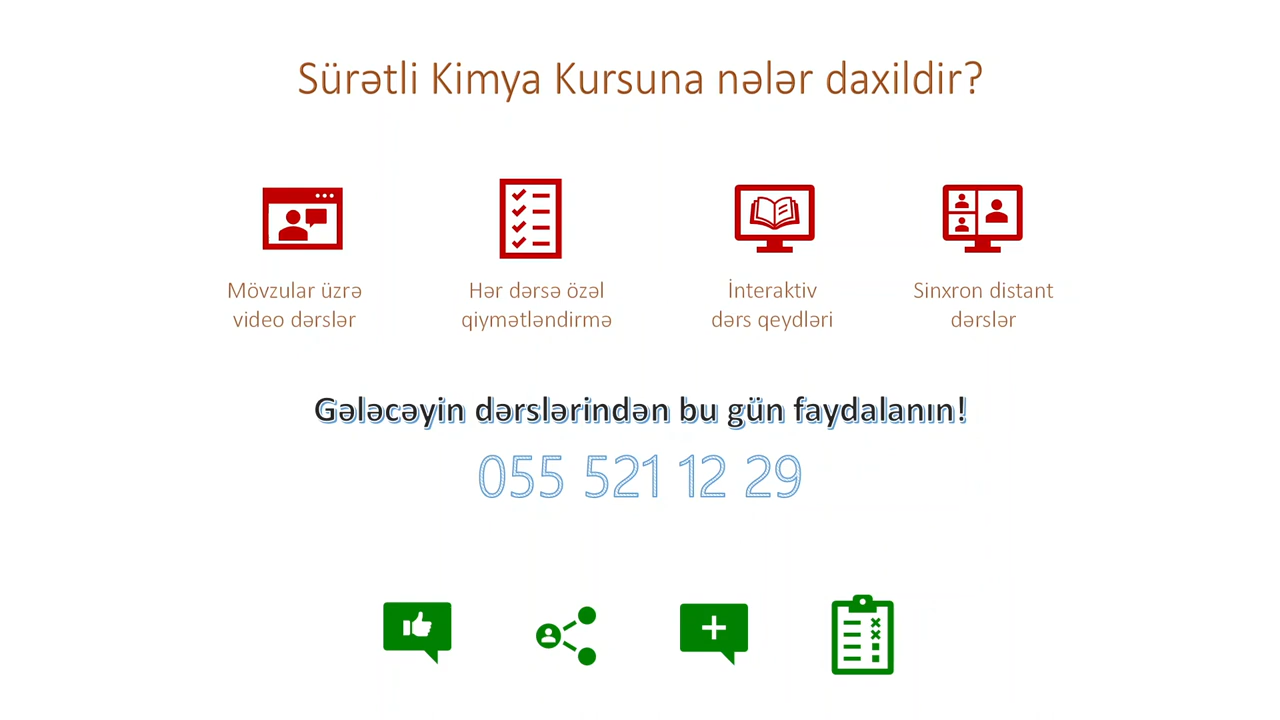 Sürətli Kimya Kursuna nələr daxildir?
Mövzular üzrə
video dərslər
Hər dərsə özəl
qiymətləndirmə
İnteraktiv
dərs qeydləri
Sinxron distant
dərslər
Gələcəyin dərslərindən bu gün faydalanın!
055 521 12 29